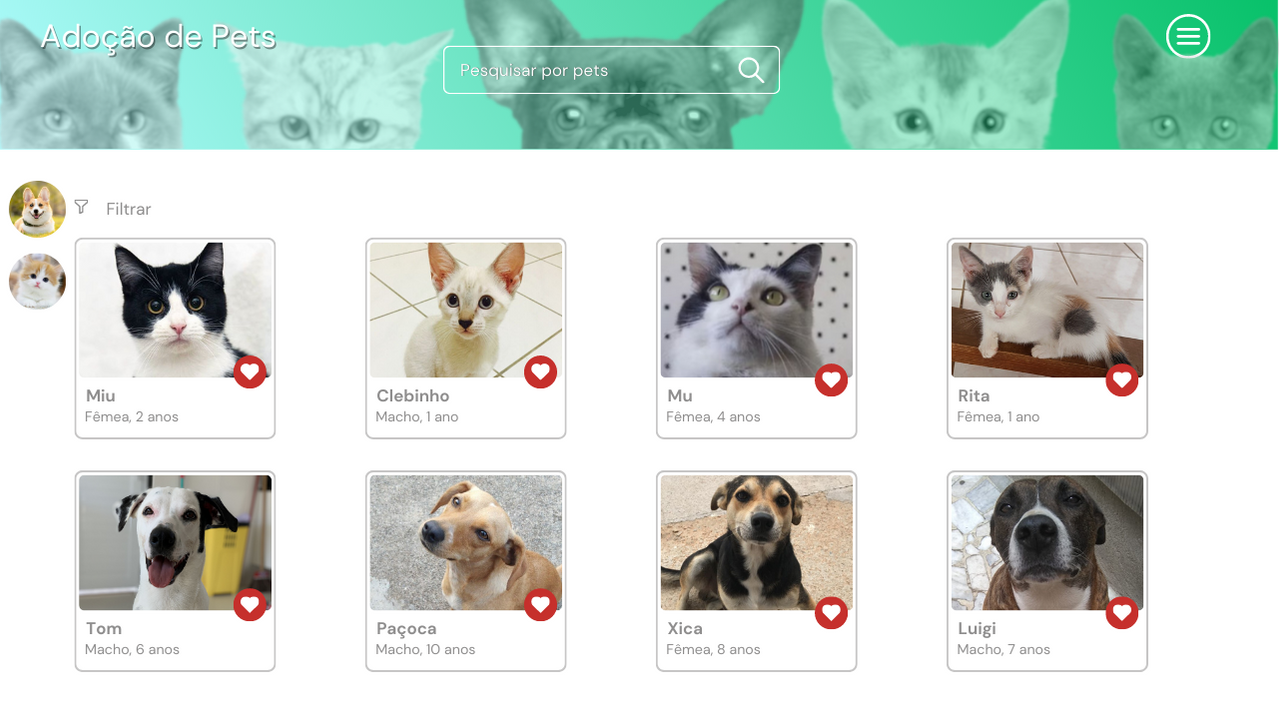 Adoção de Pets
Pesquisar por pets
Filtrar
Miu
Fêmea, 2 anos
Clebinho
Macho, 1 ano
Mu
Fêmea, 4 anos
Rita
Fêmea, 1 ano
Tom
Macho, 6 anos
Paçoca
Macho, 10 anos
Xica
Fêmea, 8 anos
Luigi
Macho, 7 anos